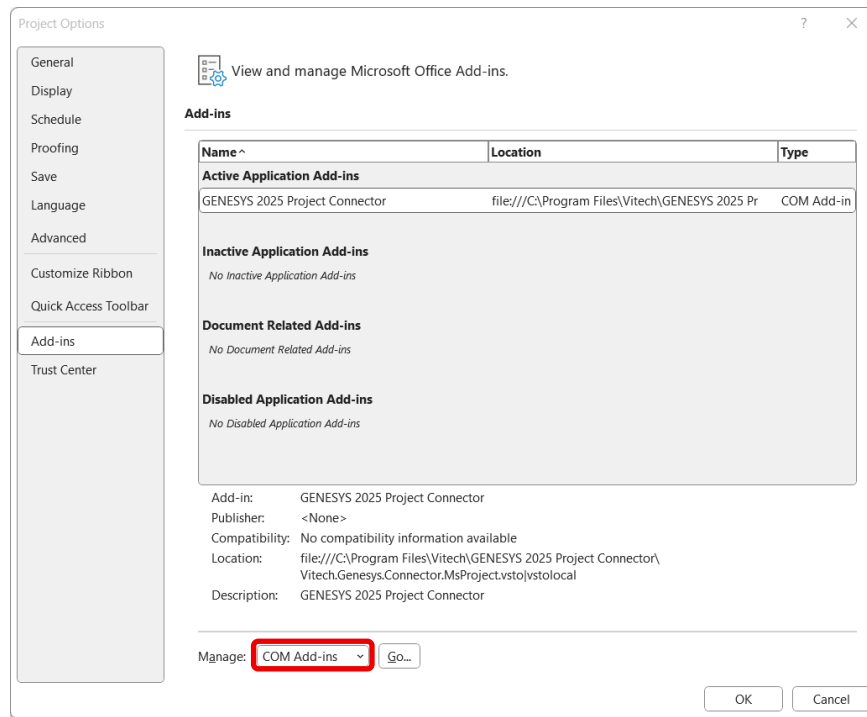 Project Options ?
General
Display
Schedule
Proofing
Save
Language
Advanced
Customize Ribbon
Quick Access Toolbar
Add-ins
Trust Center
View and manage Microsoft Office Add-ins.
Add-ins
Name Location Type
Active Application Add-ins
GENESYS 2025 Project Connector file:///C:\Program Files\Vitech\GENESYS 2025 Pr COM Add-in
Inactive Application Add-ins
No Inactive Application Add-ins
Document Related Add-ins
No Document Related Add-ins
Disabled Application Add-ins
No Disabled Application Add-ins
Add-in: GENESYS 2025 Project Connector
Publisher: <None>
Compatibility: No compatibility information available
Location: file:///C:\Program Files\Vitech\GENESYS 2025 Project Connector\
Vitech.Genesys.Connector.MsProject.vsto|vstolocal
Description: GENESYS 2025 Project Connector
Manage: COM Add-ins Go...
OK Cancel